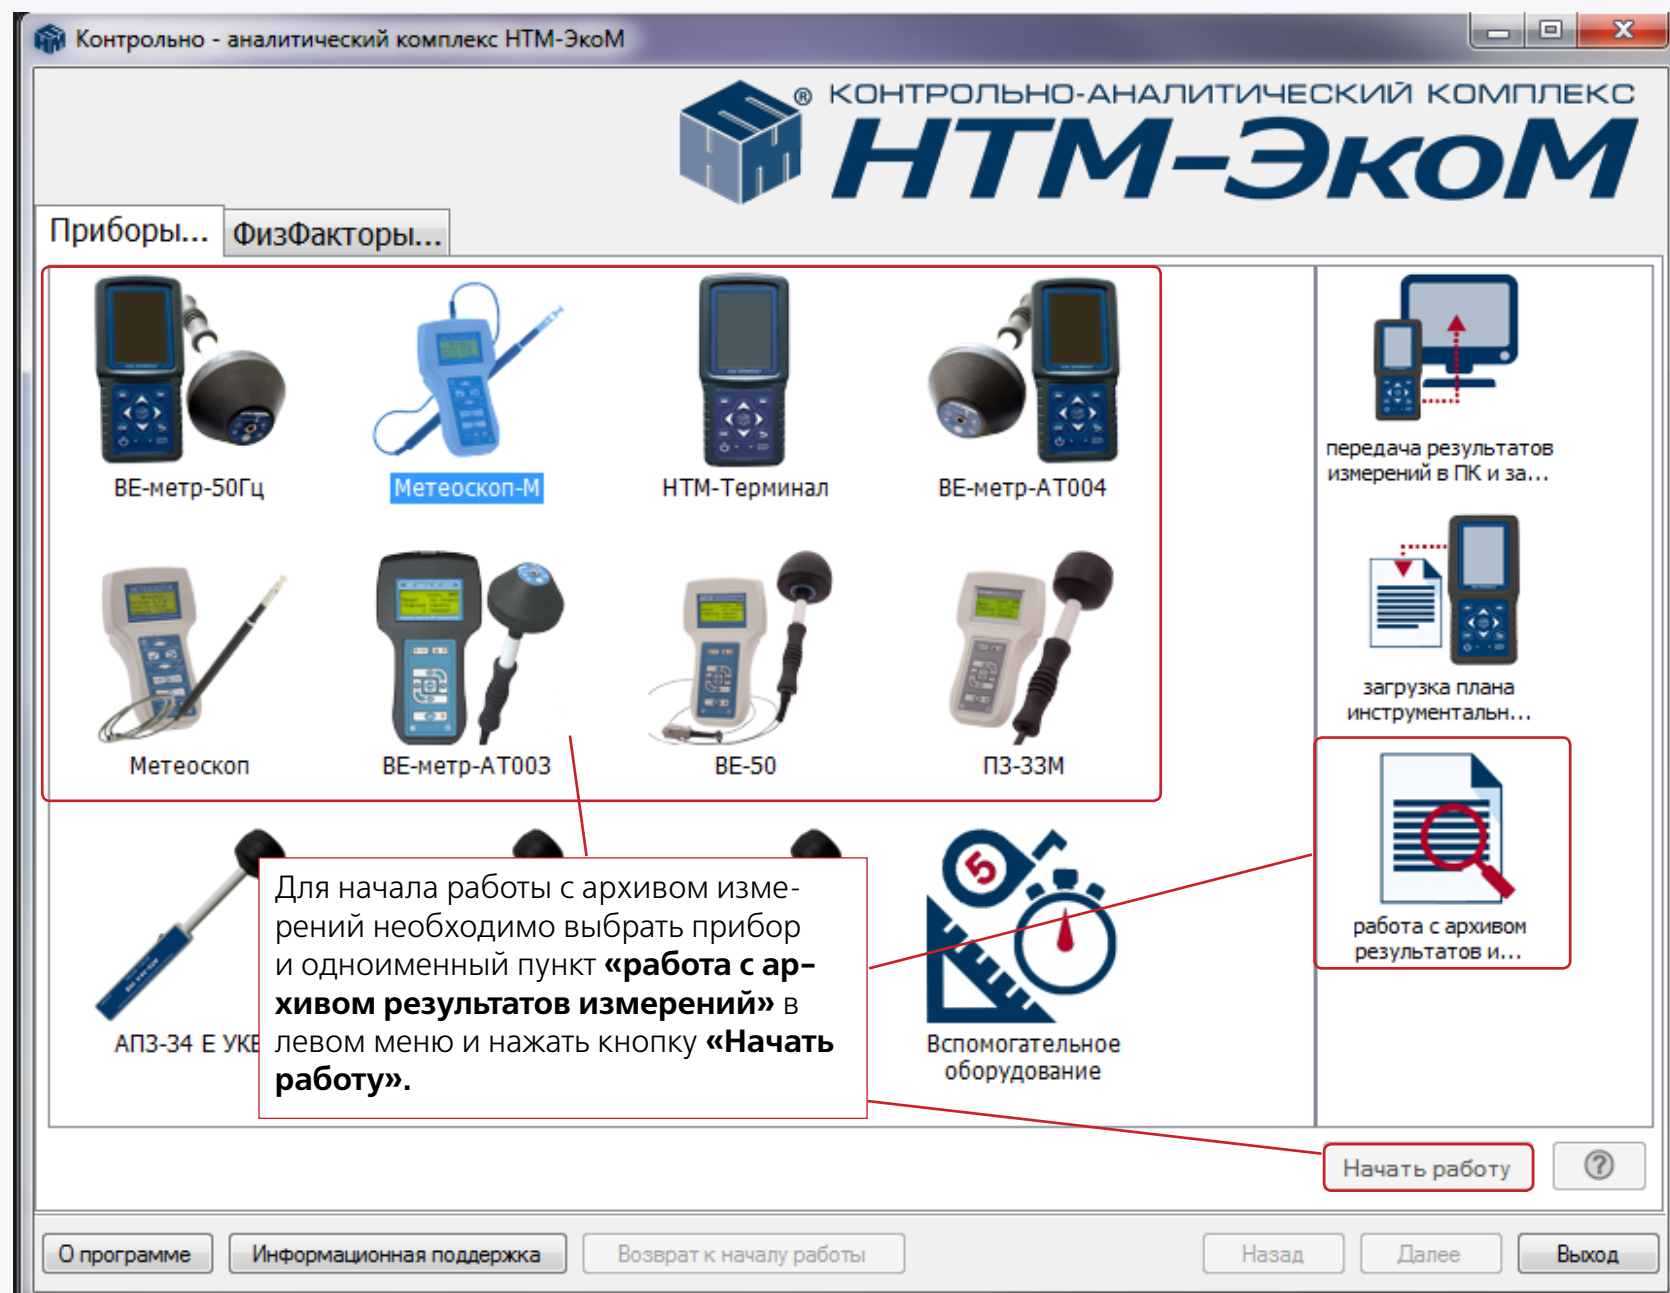 Контрольно - аналитический комплекс НТМ-ЭкоМ
® КОНТРОЛЬНО-АНАЛИТИЧЕСКИЙ КОМПЛЕКС
НТМ-ЭкоМ
Приборы...
ФизФакторы...
ВЕ-метр-50Гц
Метеоскоп-М
НТМ-Терминал
ВЕ-метр-АТ004
Метеоскоп
ВЕ-метр-АТ003
ВЕ-50
П3-33М
передача результатов
измерений в ПК и за...
загрузка плана
инструментальн...
работа с архивом
результатов и...
АП3-34 Е
5
Вспомогательное
оборудование
Для начала работы с архивом изме-
рений необходимо выбрать прибор
и одноименный пункт «работа с ар-
хивом результатов измерений» в
левом меню и нажать кнопку «Начать
работу».
Начать работу
?
О программе
Информационная поддержка
Возврат к началу работы
Назад
Далее
Выход